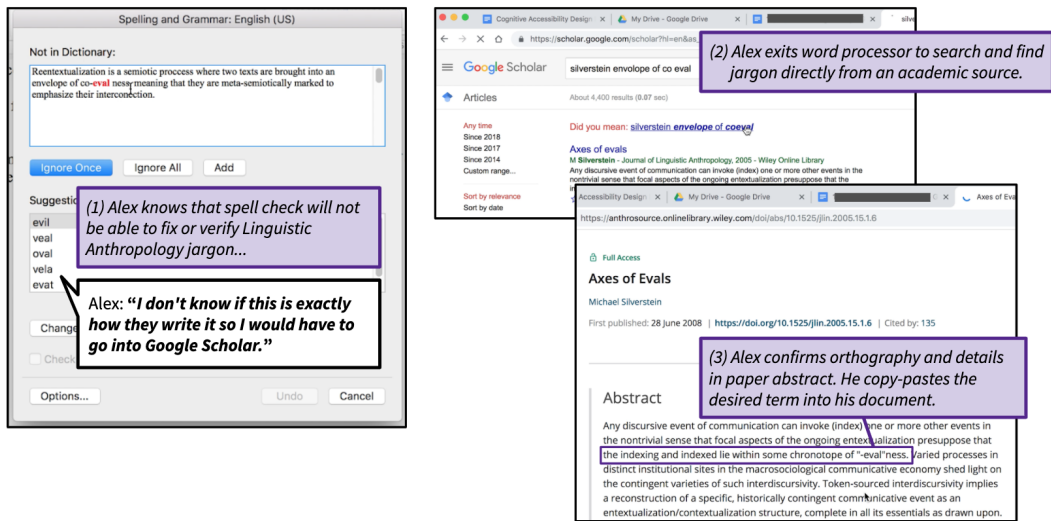 Spelling and Grammar: English (US)
Not in Dictionary:
Reentextualization is a semiotic proccess where two texts are brought into an
envelope of co-eval ness, meaning that they are meta-semiotically marked to
emphasize their interconection.
Ignore Once
Ignore All
Add
Suggestio
evil
veal
oval
vela
evat
(1) Alex knows that spell check will not
be able to fix or verify Linguistic
Anthropology jargon...
Alex: “I don't know if this is exactly
how they write it so I would have to
go into Google Scholar.”
Change
Check
Options...
Undo
Cancel
Cognitive Accessibility Design
My Drive - Google Drive
silve
https://scholar.google.com/scholar?hl=en&as_
(2) Alex exits word processor to search and find
jargon directly from an academic source.
Google Scholar
silverstein envelope of co eval
Articles
About 4,400 results (0.07 sec)
Any time
Since 2018
Since 2017
Since 2014
Custom range...
Sort by relevance
Sort by date
Did you mean: silverstein envelope of coeval
Axes of evals
M Silverstein - Journal of Linguistic Anthropology, 2005 - Wiley Online Library
Any discursive event of communication can invoke (index) one or more other events in the
nontrivial sense that focal aspects of the ongoing entextualization presuppose that the
Accessibility Design
My Drive - Google Drive
Axes of Eva
https://anthrosource.onlinelibrary.wiley.com/doi/abs/10.1525/jlin.2005.15.1.6
Full Access
Axes of Evals
Michael Silverstein
First published: 28 June 2008 | https://doi.org/10.1525/jlin.2005.15.1.6 | Cited by: 135
(3) Alex confirms orthography and details
in paper abstract. He copy-pastes the
desired term into his document.
Abstract
Any discursive event of communication can invoke (index) one or more other events in
the nontrivial sense that focal aspects of the ongoing entextualization presuppose that
the indexing and indexed lie within some chronotope of "-eval"ness. Varied processes in
distinct institutional sites in the macrosociological communicative economy shed light on
the contingent varieties of such interdiscursivity. Token-sourced interdiscursivity implies
a reconstruction of a specific, historically contingent communicative event as an
entextualization/contextualization structure, complete in all its essentials as drawn upon.